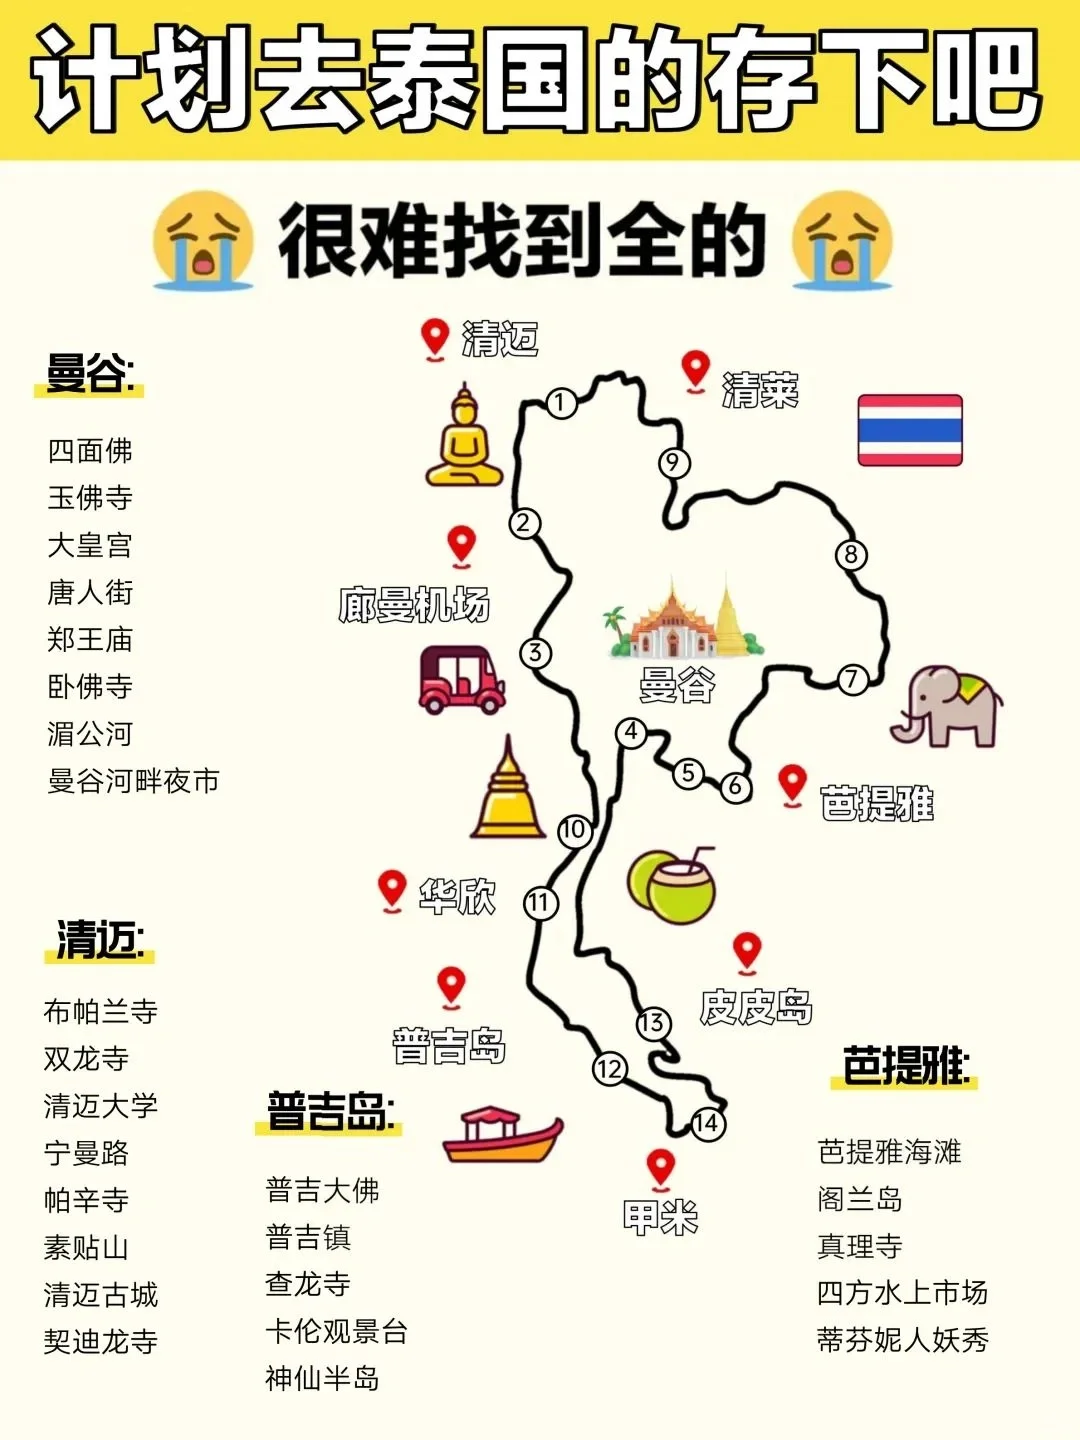 计划去泰国的存下吧
很难找到全的
清迈
清莱
曼谷:
四面佛
玉佛寺
大皇宫
唐人街
郑王庙
卧佛寺
湄公河
曼谷河畔夜市
1
9
2
8
廊曼机场
3
曼谷
7
4
5
6
芭提雅
10
华欣
11
清迈:
布帕兰寺
双龙寺
清迈大学
宁曼路
帕辛寺
素贴山
清迈古城
契迪龙寺
皮皮岛
普吉岛
13
12
14
甲米
普吉岛:
普吉大佛
普吉镇
查龙寺
卡伦观景台
神仙半岛
芭提雅:
芭提雅海滩
阁兰岛
真理寺
四方水上市场
蒂芬妮人妖秀